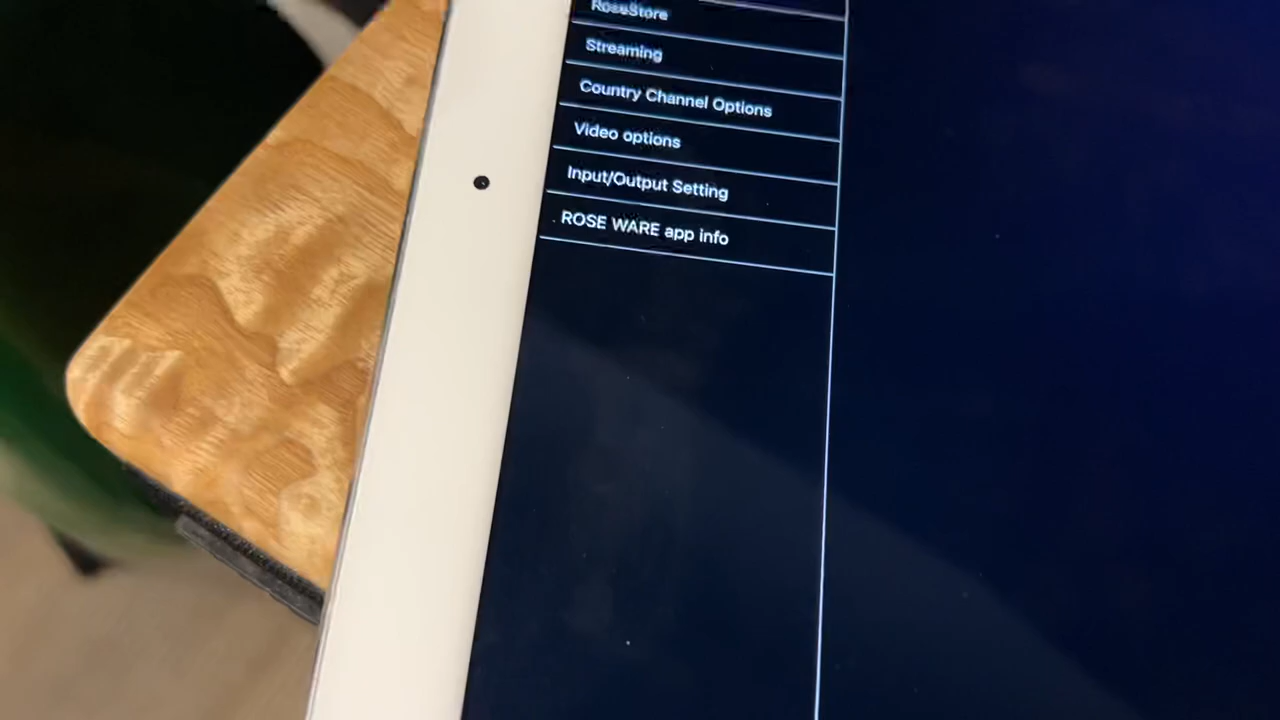 RoseStore
Streaming
Country Channel Options
Video options
Input/Output Setting
ROSE WARE app info